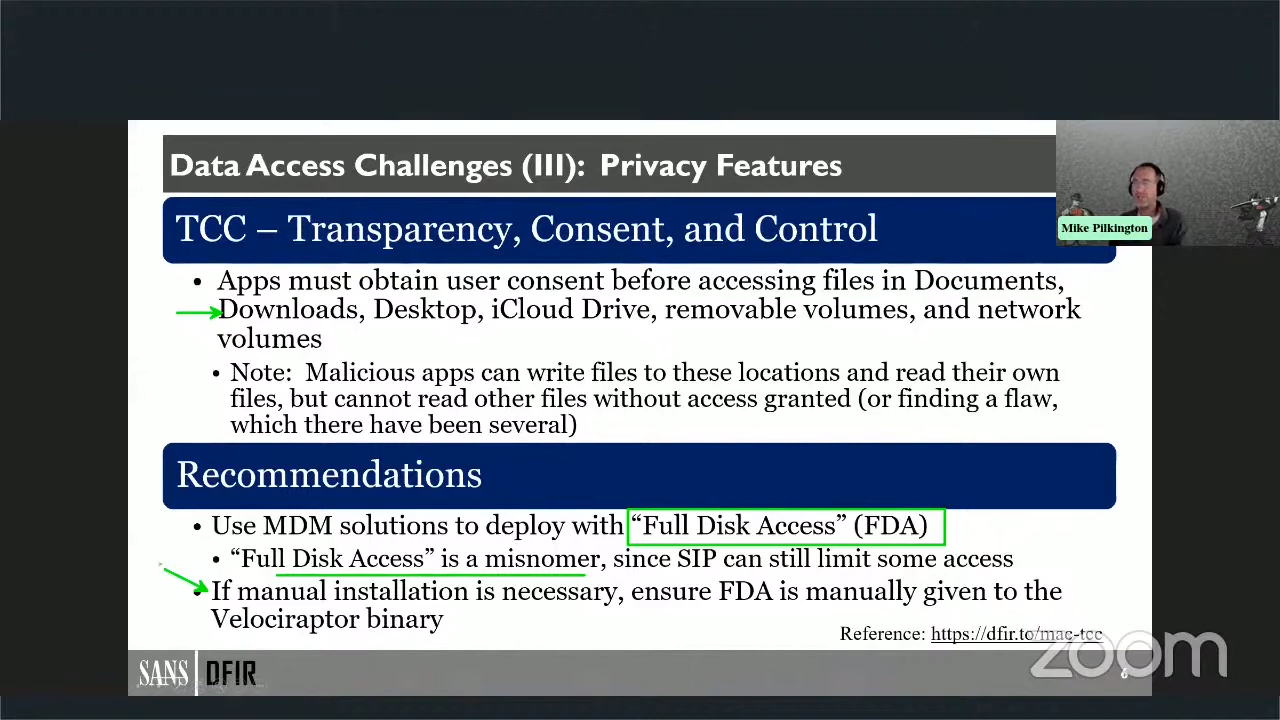 Data Access Challenges (III): Privacy Features
Mike Pilkington
TCC – Transparency, Consent, and Control
• Apps must obtain user consent before accessing files in Documents,
Downloads, Desktop, iCloud Drive, removable volumes, and network
volumes
• Note: Malicious apps can write files to these locations and read their own
files, but cannot read other files without access granted (or finding a flaw,
which there have been several)
Recommendations
• Use MDM solutions to deploy with “Full Disk Access” (FDA)
• “Full Disk Access” is a misnomer, since SIP can still limit some access
• If manual installation is necessary, ensure FDA is manually given to the
Velociraptor binary
Reference: https://dfir.to/mac-tcc
SANS DFIR
zoom
6